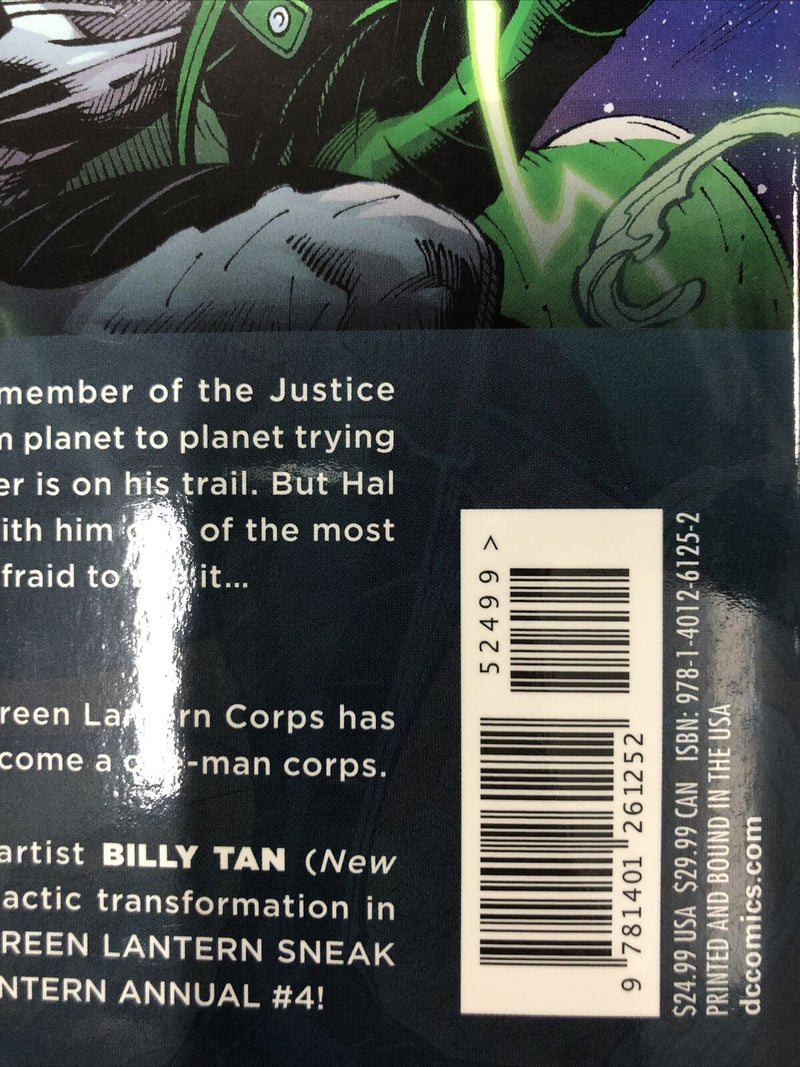 member of the Justice
planet to planet trying
er is on his trail. But Hal
ith him of the most
fraid to it...
reen La rn Corps has
come a -man corps.
artist BILLY TAN (New
actic transformation in
REEN LANTERN SNEAK
NTERN ANNUAL #4!
52499 >
9 781401 261252
$24.99 USA $29.99 CAN ISBN: 978-1-4012-6125-2
PRINTED AND BOUND IN THE USA
dccomics.com